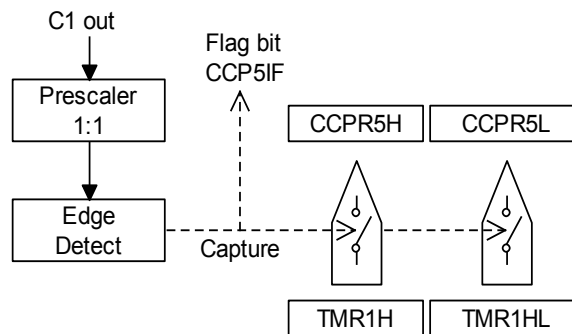 C1 out
Flag bit
CCP5IF
Prescaler
1:1
CCPR5H
CCPR5L
Edge
Detect
Capture
TMR1H
TMR1HL